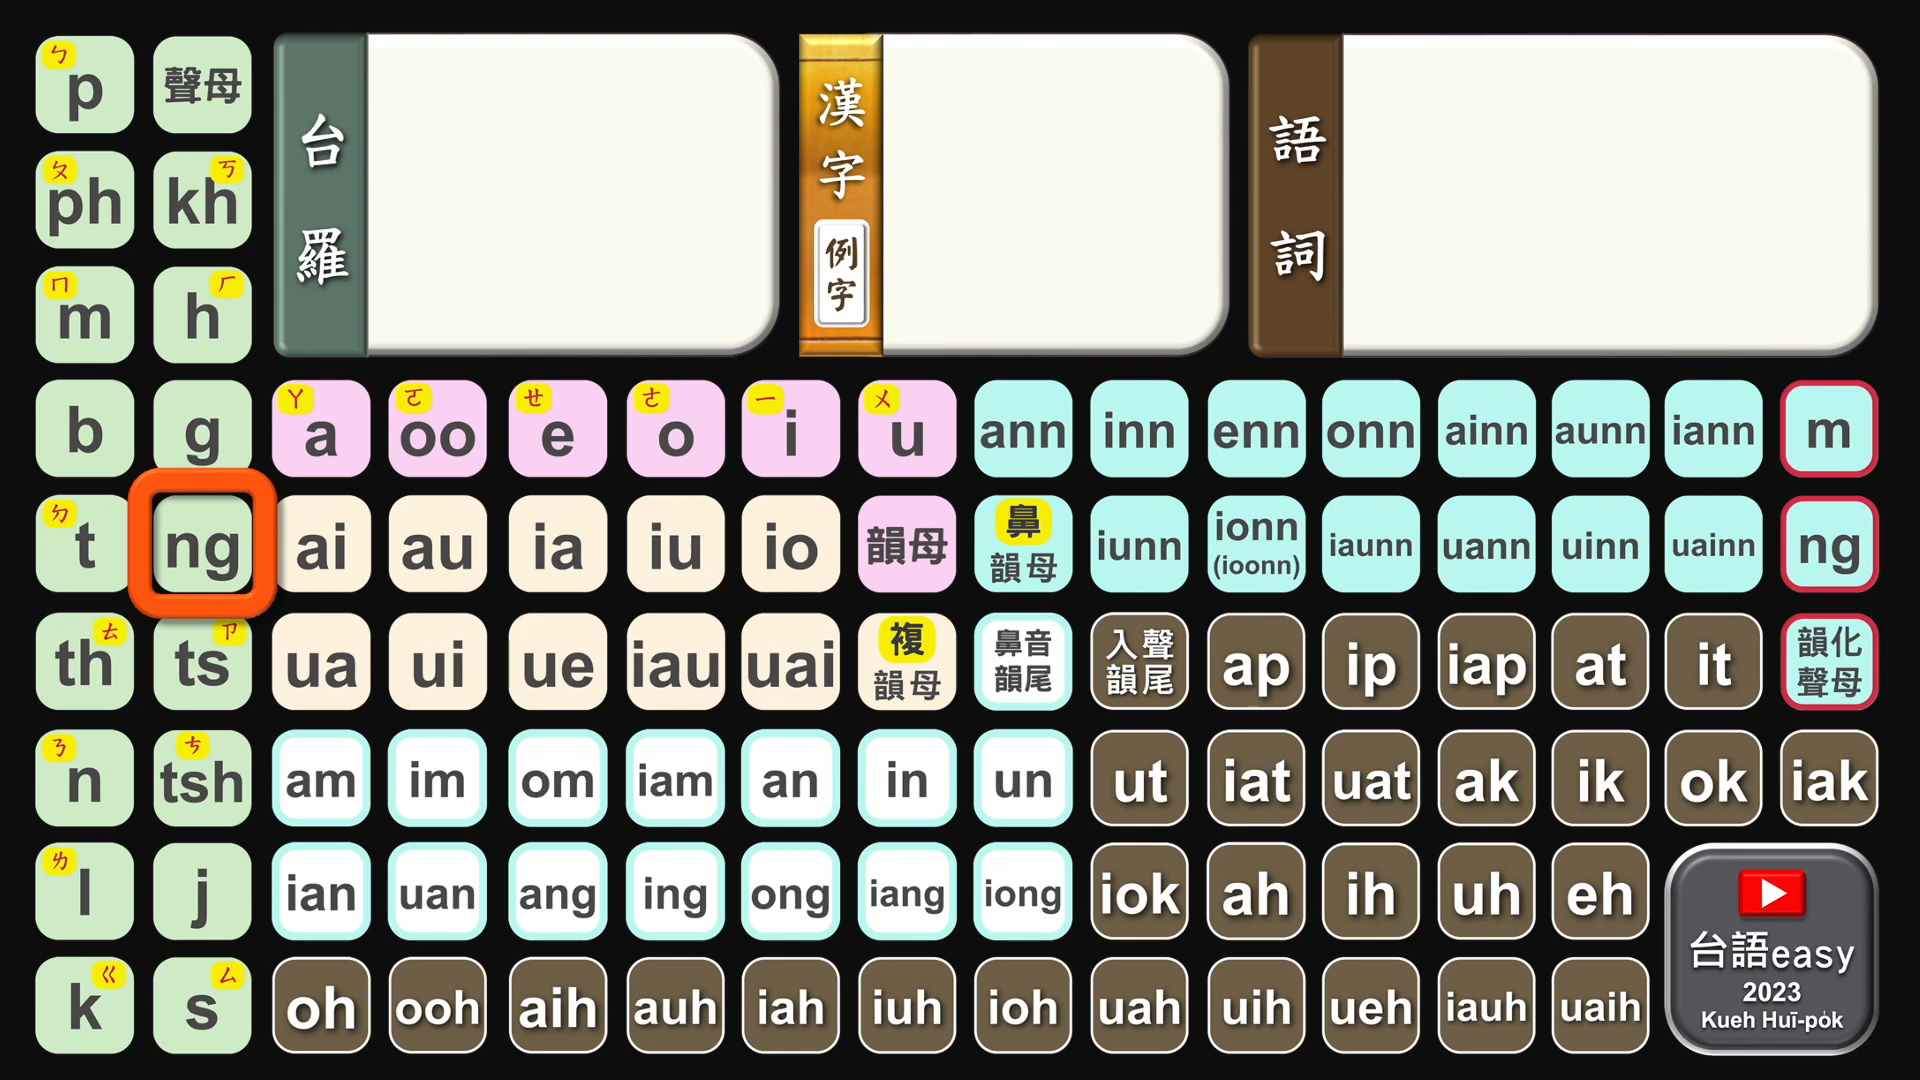 ㄅ
p 聲母
ㄆ ㄎ
ph kh
ㄇ ㄏ
m h
台羅
漢字
例字
語詞
ㄚ ㄛ ㄝ ㄜ ㄧ ㄨ
b g a oo e o i u ann inn enn onn ainn aunn iann m
ㄉ 鼻
t ng ai au ia iu io 韻母 韻母 iunn ionn (ioonn) iaunn uann uinn uainn ng
ㄊ ㄗ 複
th ts ua ui ue iau uai 韻母 鼻音韻尾 入聲韻尾 ap ip iap at it 韻化聲母
ㄋ ㄘ
n tsh am im om iam an in un ut iat uat ak ik ok iak
ㄌ
l j ian uan ang ing ong iang iong iok ah ih uh eh
ㄍ ㄙ
k s oh ooh aih auh iah iuh ioh uah uih ueh iauh uaih
台語easy
2023
Kueh Huī-po̍k